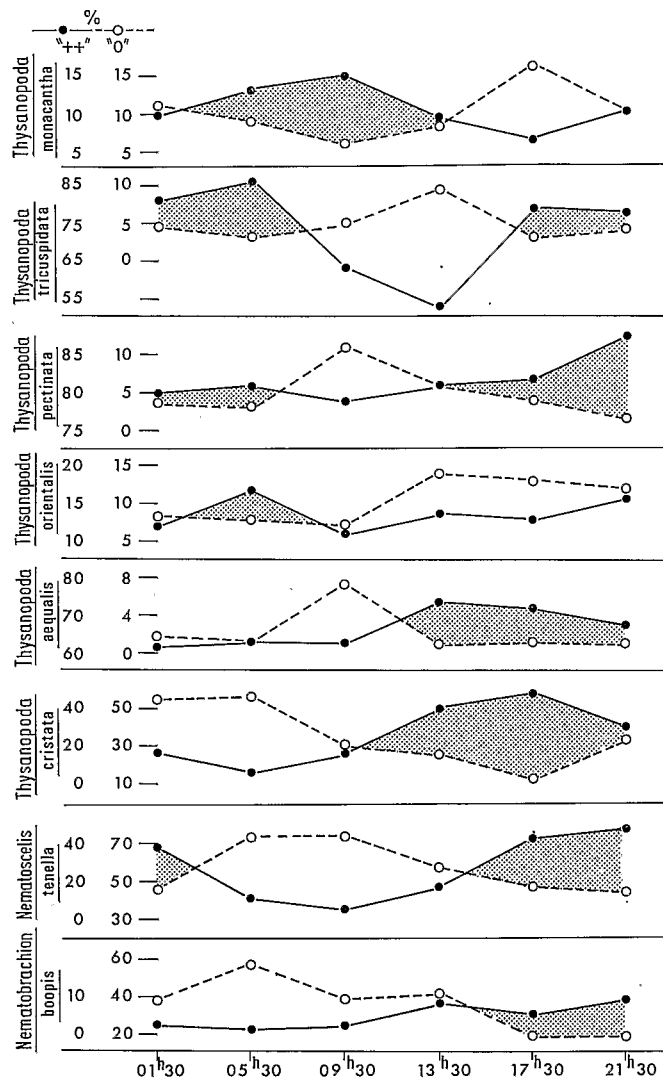 %
"++" "0"
Thysanopoda
monacantha
15 15
10 10
5 5
Thysanopoda
tricuspidata
85 10
75 5
65 0
55
Thysanopoda
pectinata
85 10
80 5
75 0
Thysanopoda
orientalis
20 15
15 10
10 5
Thysanopoda
aequalis
80 8
70 4
60 0
Thysanopoda
cristata
40 50
20 30
0 10
Nematoscelis
tenella
40 70
20 50
0 30
Nematobrachian
boopis
60
10 40
0 20
01h30 05h30 09h30 13h30 17h30 21h30